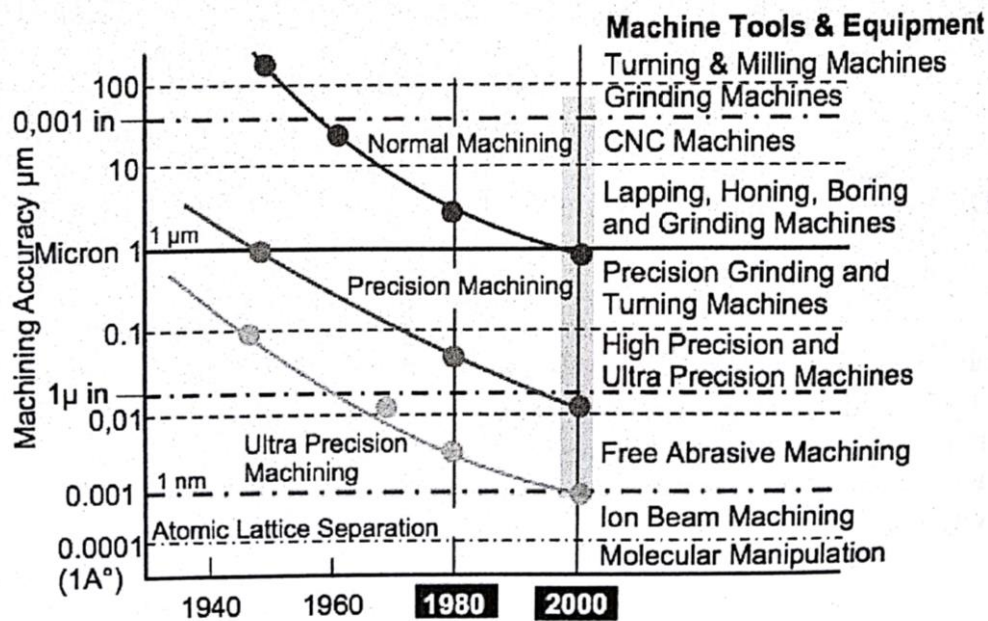 Machine Tools & Equipment
Turning & Milling Machines
Grinding Machines
CNC Machines
Lapping, Honing, Boring
and Grinding Machines
Precision Grinding and
Turning Machines
High Precision and
Ultra Precision Machines
Free Abrasive Machining
Ion Beam Machining
Molecular Manipulation
Machining Accuracy µm
100
0,001 in
10
Micron 1
0.1
1µ in
0,01
0.001
0.0001
(1A°)
Normal Machining
1 µm
Precision Machining
Ultra Precision
Machining
1 nm
Atomic Lattice Separation
1940
1960
1980
2000